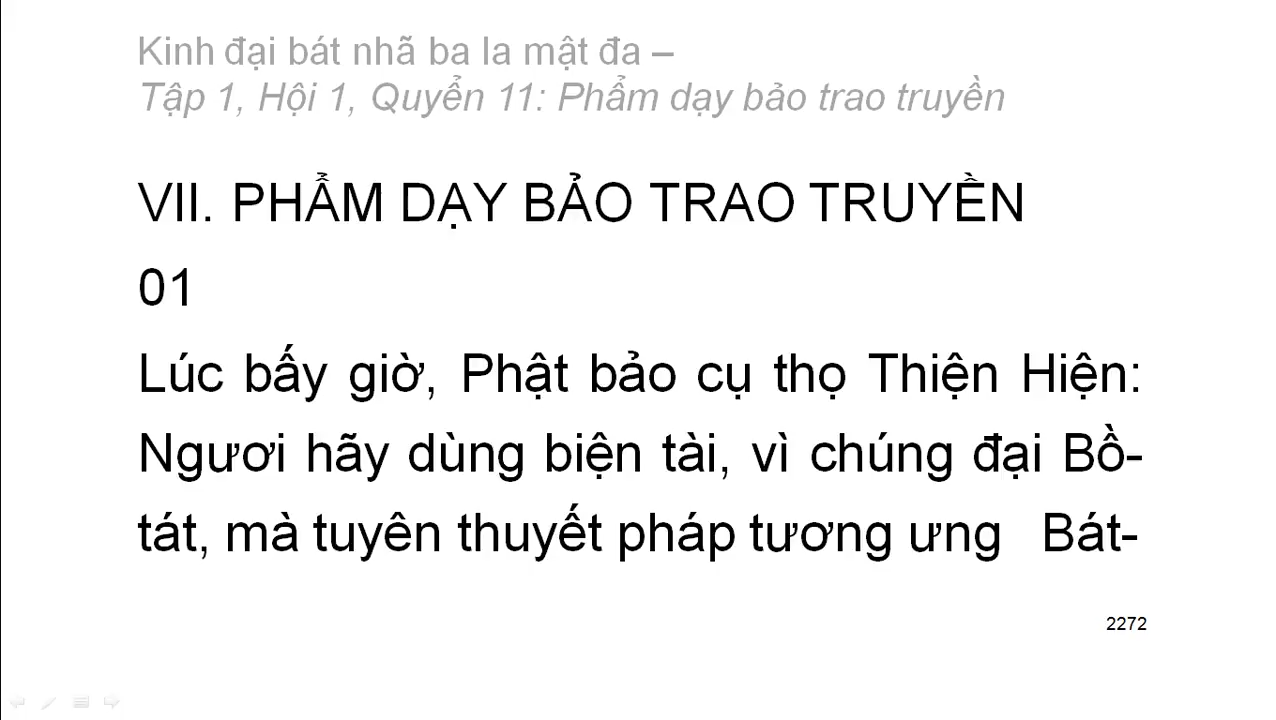 Kinh đại bát nhã ba la mật đa –
Tập 1, Hội 1, Quyển 11: Phẩm dạy bảo trao truyền
VII. PHẨM DẠY BẢO TRAO TRUYỀN
01
Lúc bấy giờ, Phật bảo cụ thọ Thiện Hiện:
Ngươi hãy dùng biện tài, vì chúng đại Bồ-
tát, mà tuyên thuyết pháp tương ưng Bát-
2272